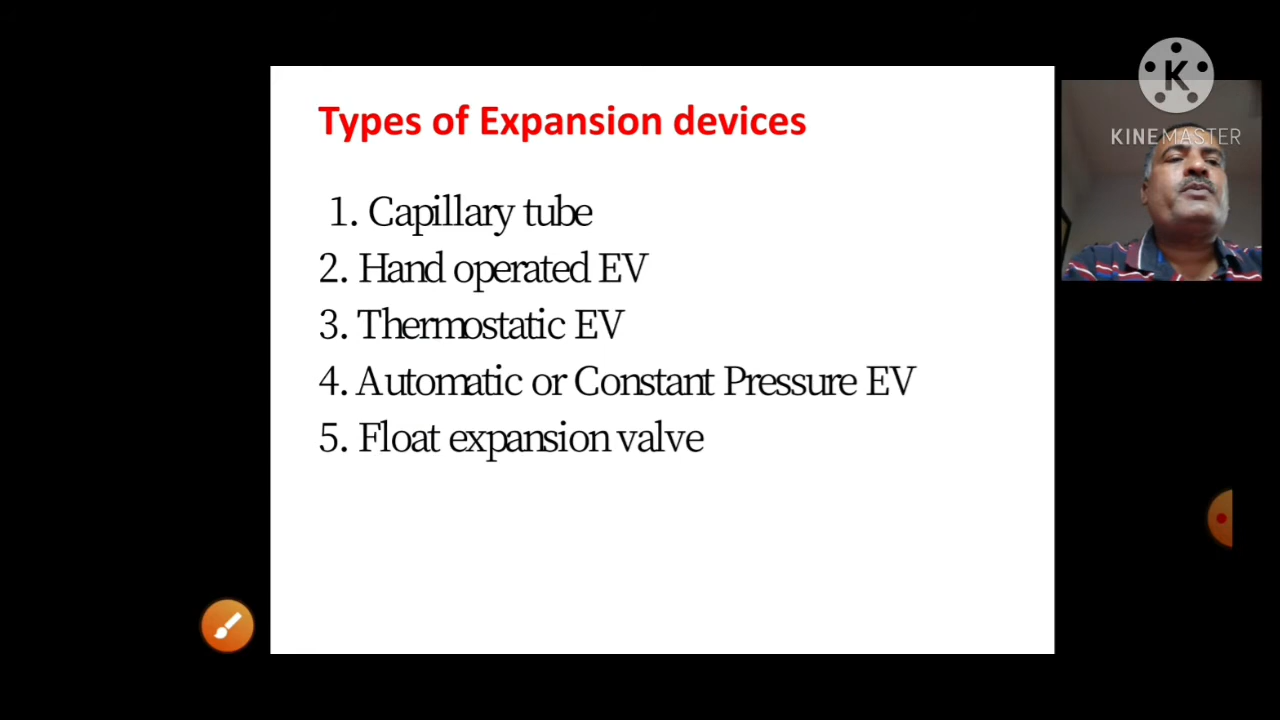 Types of Expansion devices
1. Capillary tube
2. Hand operated EV
3. Thermostatic EV
4. Automatic or Constant Pressure EV
5. Float expansion valve
K
KINEMASTER